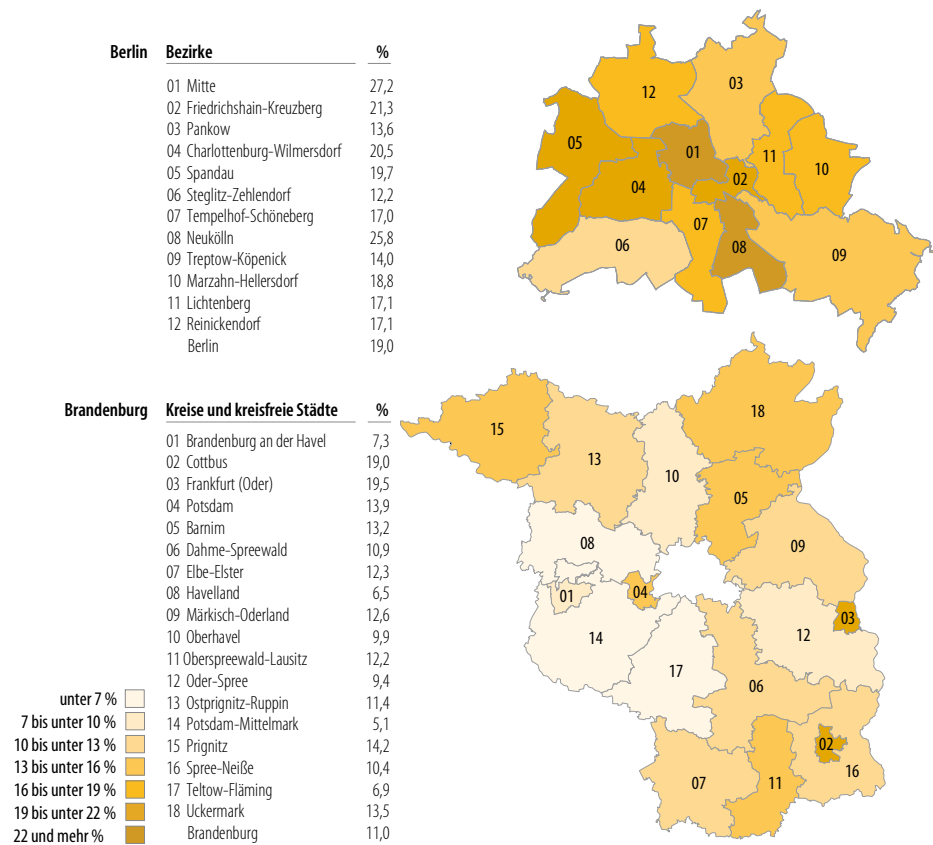 Berlin Bezirke %
01 Mitte 27,2
02 Friedrichshain-Kreuzberg 21,3
03 Pankow 13,6
04 Charlottenburg-Wilmersdorf 20,5
05 Spandau 19,7
06 Steglitz-Zehlendorf 12,2
07 Tempelhof-Schöneberg 17,0
08 Neukölln 25,8
09 Treptow-Köpenick 14,0
10 Marzahn-Hellersdorf 18,8
11 Lichtenberg 17,1
12 Reinickendorf 17,1
Berlin 19,0
03
12
05
01
11
10
02
04
07
06
08
09
Brandenburg Kreise und kreisfreie Städte %
01 Brandenburg an der Havel 7,3
02 Cottbus 19,0
03 Frankfurt (Oder) 19,5
04 Potsdam 13,9
05 Barnim 13,2
06 Dahme-Spreewald 10,9
07 Elbe-Elster 12,3
08 Havelland 6,5
09 Märkisch-Oderland 12,6
10 Oberhavel 9,9
11 Oberspreewald-Lausitz 12,2
12 Oder-Spree 9,4
13 Ostprignitz-Ruppin 11,4
14 Potsdam-Mittelmark 5,1
15 Prignitz 14,2
16 Spree-Neiße 10,4
17 Teltow-Fläming 6,9
18 Uckermark 13,5
Brandenburg 11,0
unter 7 %
7 bis unter 10 %
10 bis unter 13 %
13 bis unter 16 %
16 bis unter 19 %
19 bis unter 22 %
22 und mehr %
18
15
13
10
05
08
09
01
04
03
14
12
17
06
02
16
07
11